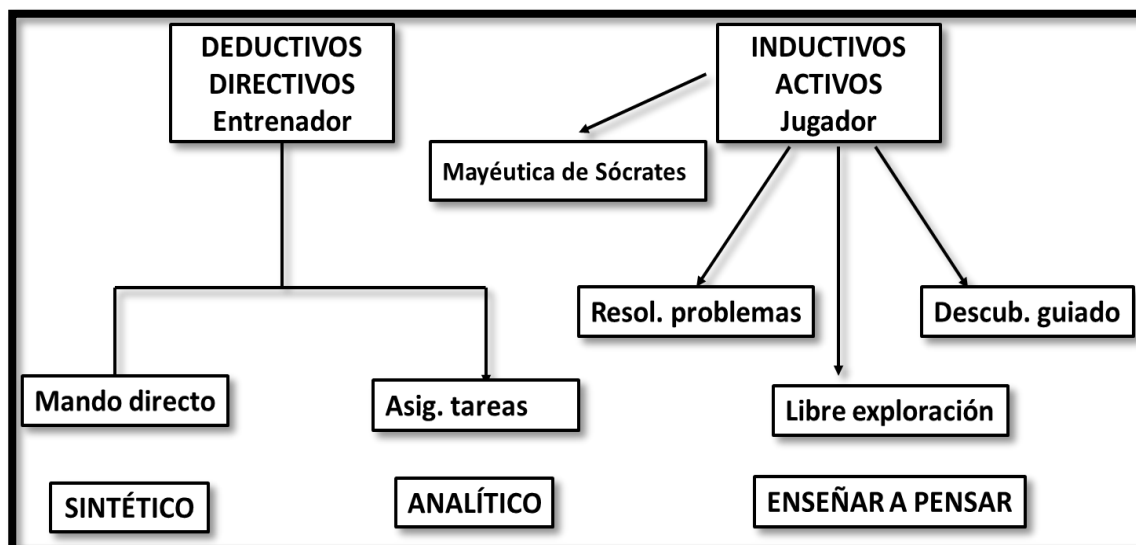 DEDUCTIVOS
DIRECTIVOS
Entrenador
INDUCTIVOS
ACTIVOS
Jugador
Mayéutica de Sócrates
Resol. problemas
Descub. guiado
Mando directo
Asig. tareas
Libre exploración
SINTÉTICO
ANALÍTICO
ENSEÑAR A PENSAR